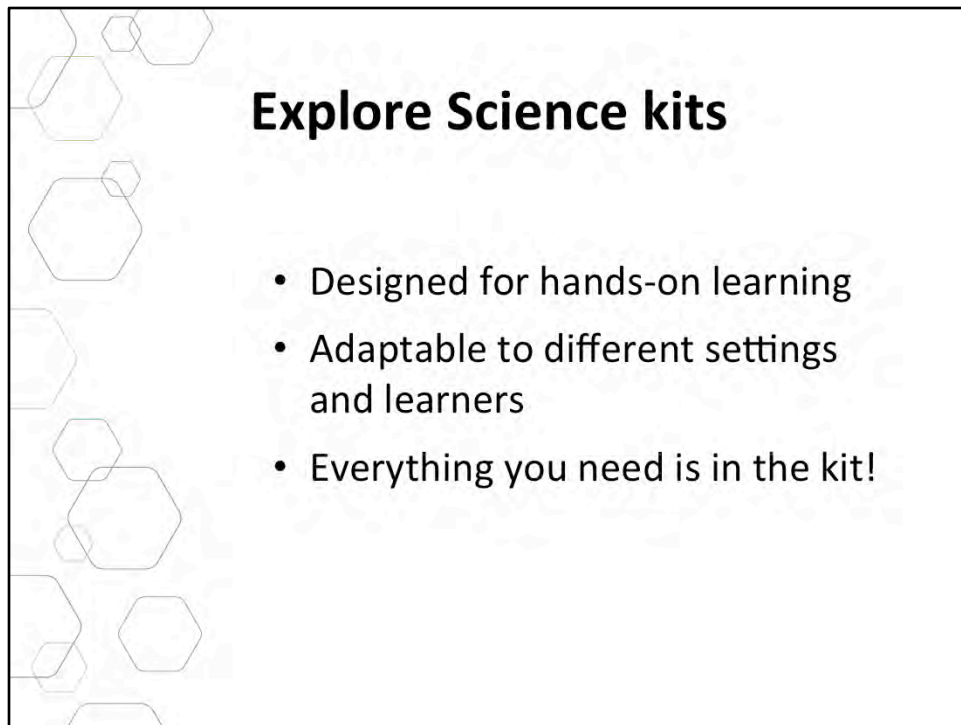 Explore Science kits
• Designed for hands-on learning
• Adaptable to different settings
and learners
• Everything you need is in the kit!